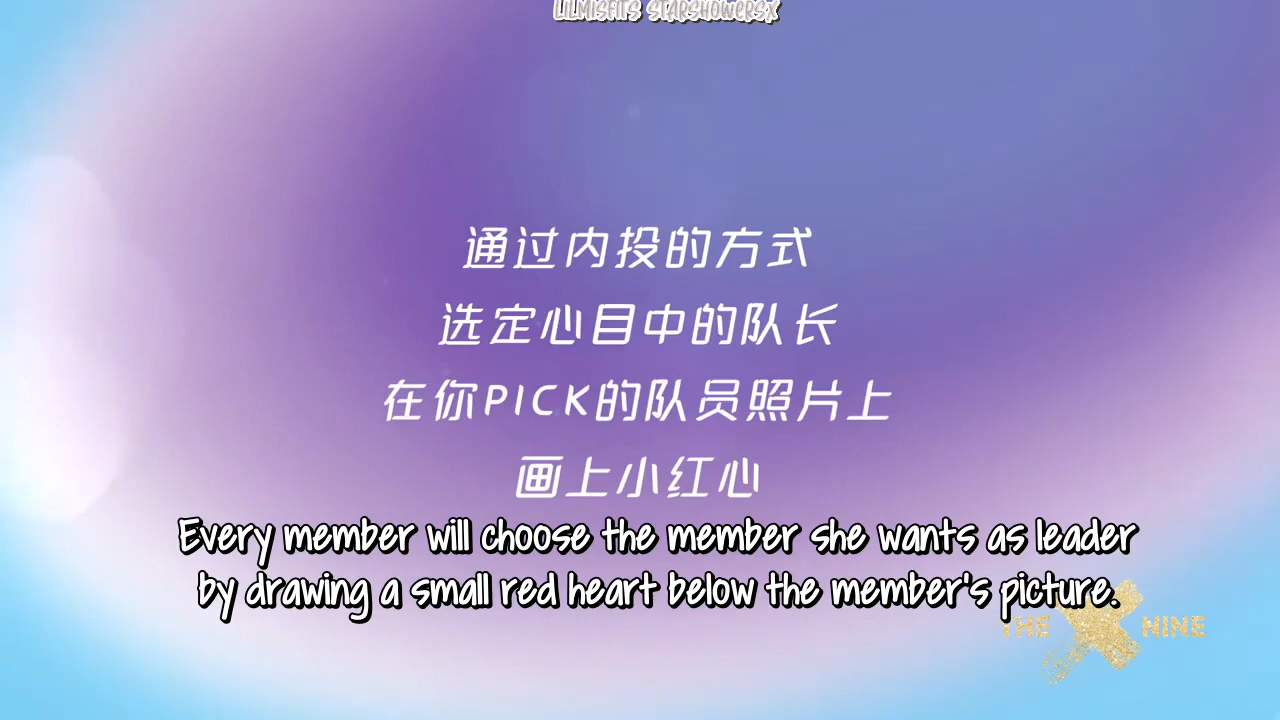 LILMISFITS STARSHOWERSX
通过内投的方式
选定心目中的队长
在你PICK的队员照片上
画上小红心
Every member will choose the member she wants as leader
by drawing a small red heart below the member's picture.
THE X NINE